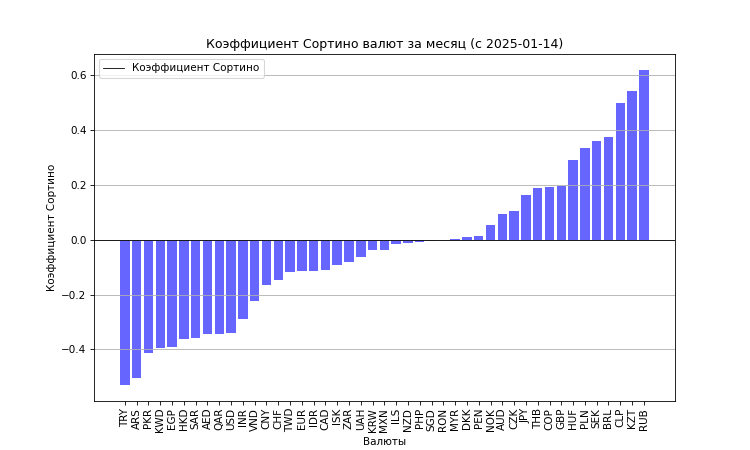 Коэффициент Сортино валют за месяц (с 2025-01-14)
Коэффициент Сортино
Коэффициент Сортино
0.6
0.4
0.2
0.0
−0.2
−0.4
TRY
ARS
PKR
KWD
EGP
HKD
SAR
AED
QAR
USD
INR
VND
CNY
CHF
TWD
EUR
IDR
CAD
ISK
ZAR
UAH
KRW
MXN
ILS
NZD
PHP
SGD
RON
MYR
DKK
PEN
NOK
AUD
CZK
JPY
THB
COP
GBP
HUF
PLN
SEK
BRL
CLP
KZT
RUB
Валюты